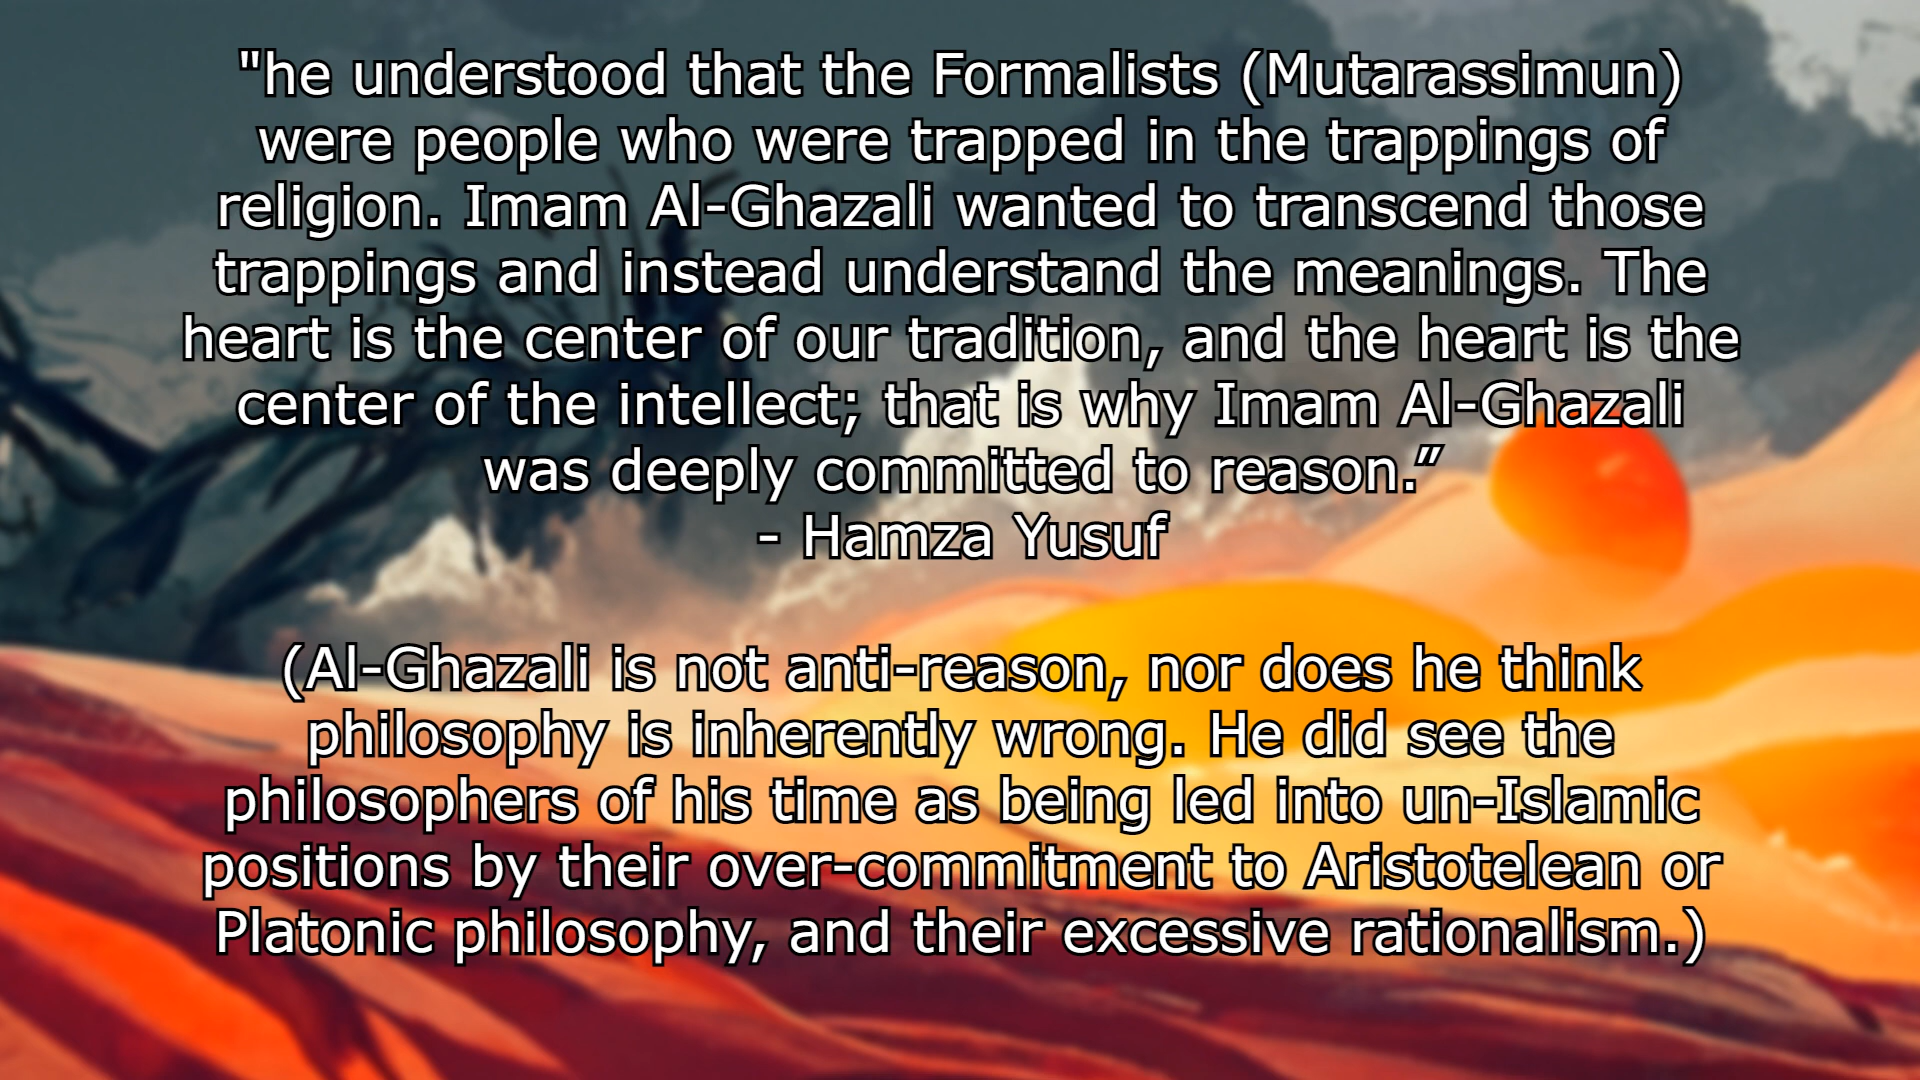 "he understood that the Formalists (Mutarassimun)
were people who were trapped in the trappings of
religion. Imam Al-Ghazali wanted to transcend those
trappings and instead understand the meanings. The
heart is the center of our tradition, and the heart is the
center of the intellect; that is why Imam Al-Ghazali
was deeply committed to reason.”
- Hamza Yusuf
(Al-Ghazali is not anti-reason, nor does he think
philosophy is inherently wrong. He did see the
philosophers of his time as being led into un-Islamic
positions by their over-commitment to Aristotelean or
Platonic philosophy, and their excessive rationalism.)